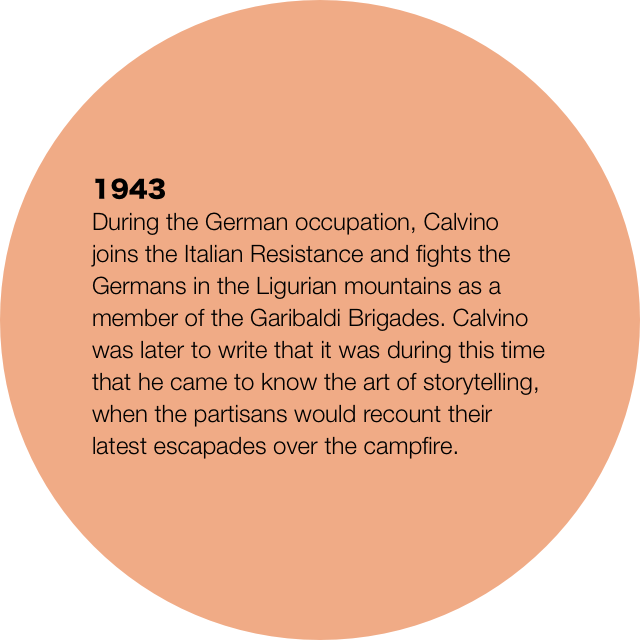 1943
During the German occupation, Calvino
joins the Italian Resistance and fights the
Germans in the Ligurian mountains as a
member of the Garibaldi Brigades. Calvino
was later to write that it was during this time
that he came to know the art of storytelling,
when the partisans would recount their
latest escapades over the campfire.